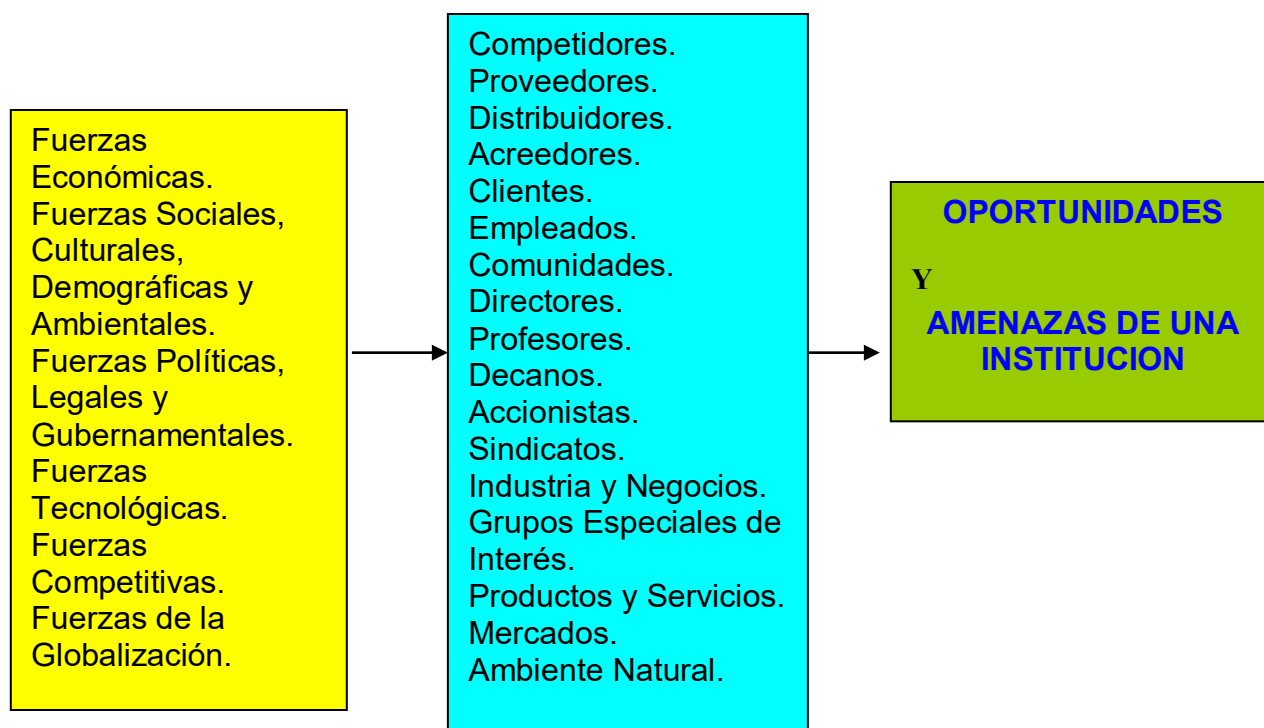 Fuerzas
Económicas.
Fuerzas Sociales,
Culturales,
Demográficas y
Ambientales.
Fuerzas Políticas,
Legales y
Gubernamentales.
Fuerzas
Tecnológicas.
Fuerzas
Competitivas.
Fuerzas de la
Globalización.
Competidores.
Proveedores.
Distribuidores.
Acreedores.
Clientes.
Empleados.
Comunidades.
Directores.
Profesores.
Decanos.
Accionistas.
Sindicatos.
Industria y Negocios.
Grupos Especiales de
Interés.
Productos y Servicios.
Mercados.
Ambiente Natural.
OPORTUNIDADES
Y
AMENAZAS DE UNA
INSTITUCION